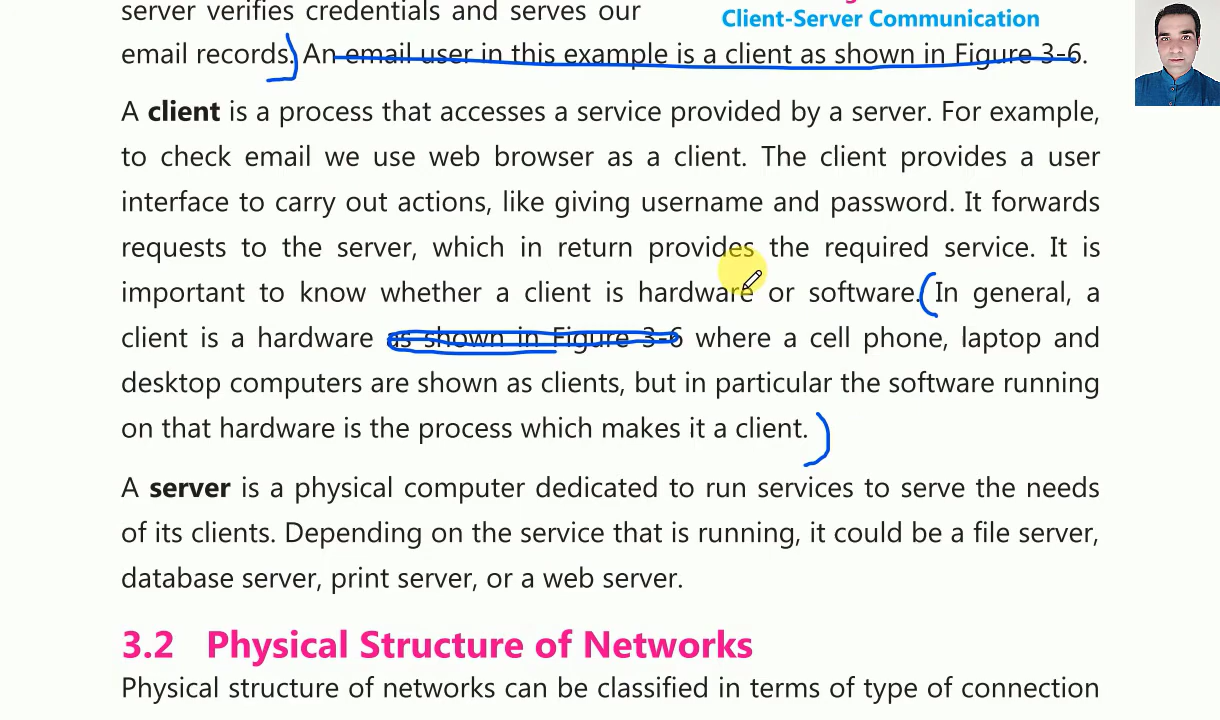 server verifies credentials and serves our
Client-Server Communication
email records. An email user in this example is a client as shown in Figure 3-6.
A client is a process that accesses a service provided by a server. For example,
to check email we use web browser as a client. The client provides a user
interface to carry out actions, like giving username and password. It forwards
requests to the server, which in return provides the required service. It is
important to know whether a client is hardware or software. In general, a
client is a hardware as shown in Figure 3-6 where a cell phone, laptop and
desktop computers are shown as clients, but in particular the software running
on that hardware is the process which makes it a client.
A server is a physical computer dedicated to run services to serve the needs
of its clients. Depending on the service that is running, it could be a file server,
database server, print server, or a web server.
3.2 Physical Structure of Networks
Physical structure of networks can be classified in terms of type of connection